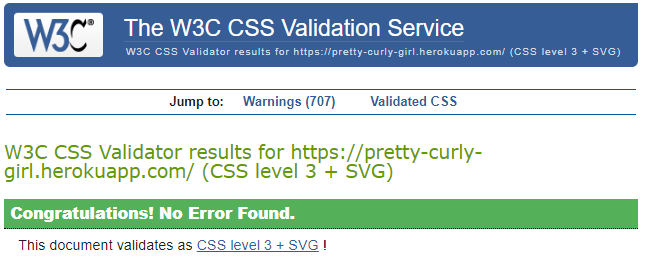 W3C®
The W3C CSS Validation Service
W3C CSS Validator results for https://pretty-curly-girl.herokuapp.com/ (CSS level 3 + SVG)
Jump to: Warnings (707) Validated CSS
W3C CSS Validator results for https://pretty-curly-
girl.herokuapp.com/ (CSS level 3 + SVG)
Congratulations! No Error Found.
This document validates as CSS level 3 + SVG !